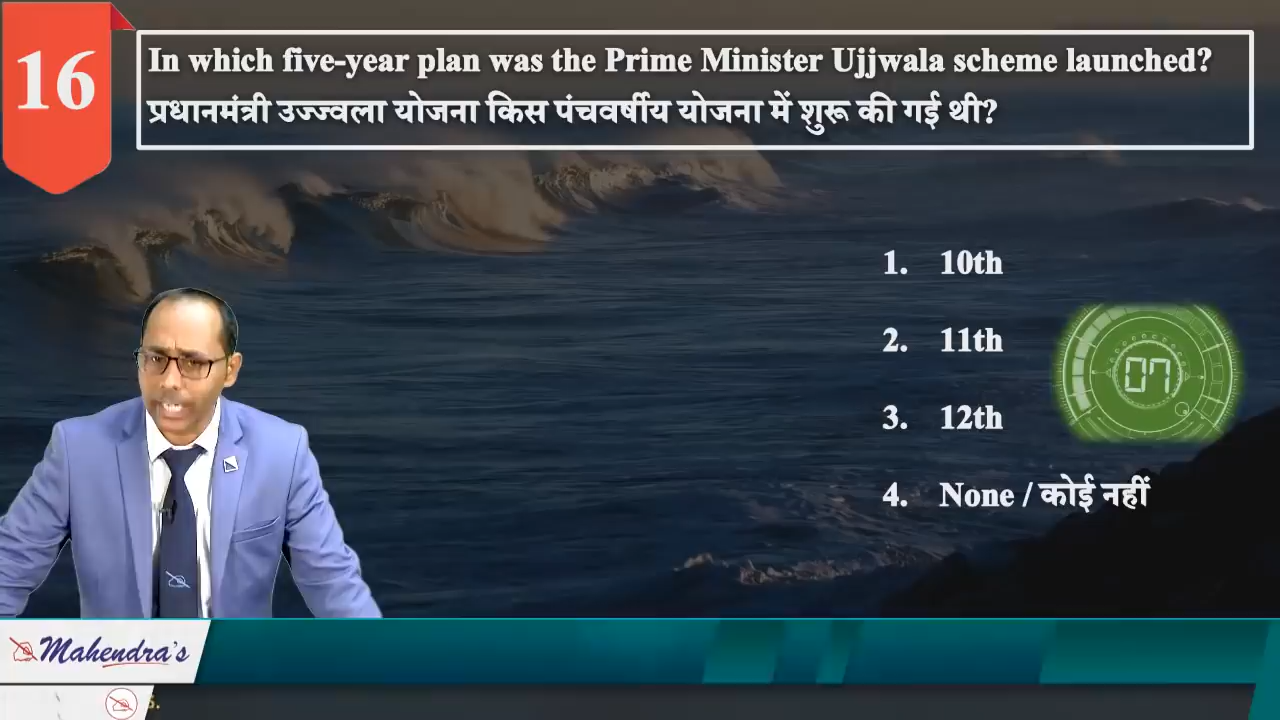 16
In which five-year plan was the Prime Minister Ujjwala scheme launched?
प्रधानमंत्री उज्ज्वला योजना किस पंचवर्षीय योजना में शुरू की गई थी?
1. 10th
2. 11th
07
3. 12th
4. None / कोई नहीं
Mahendra's